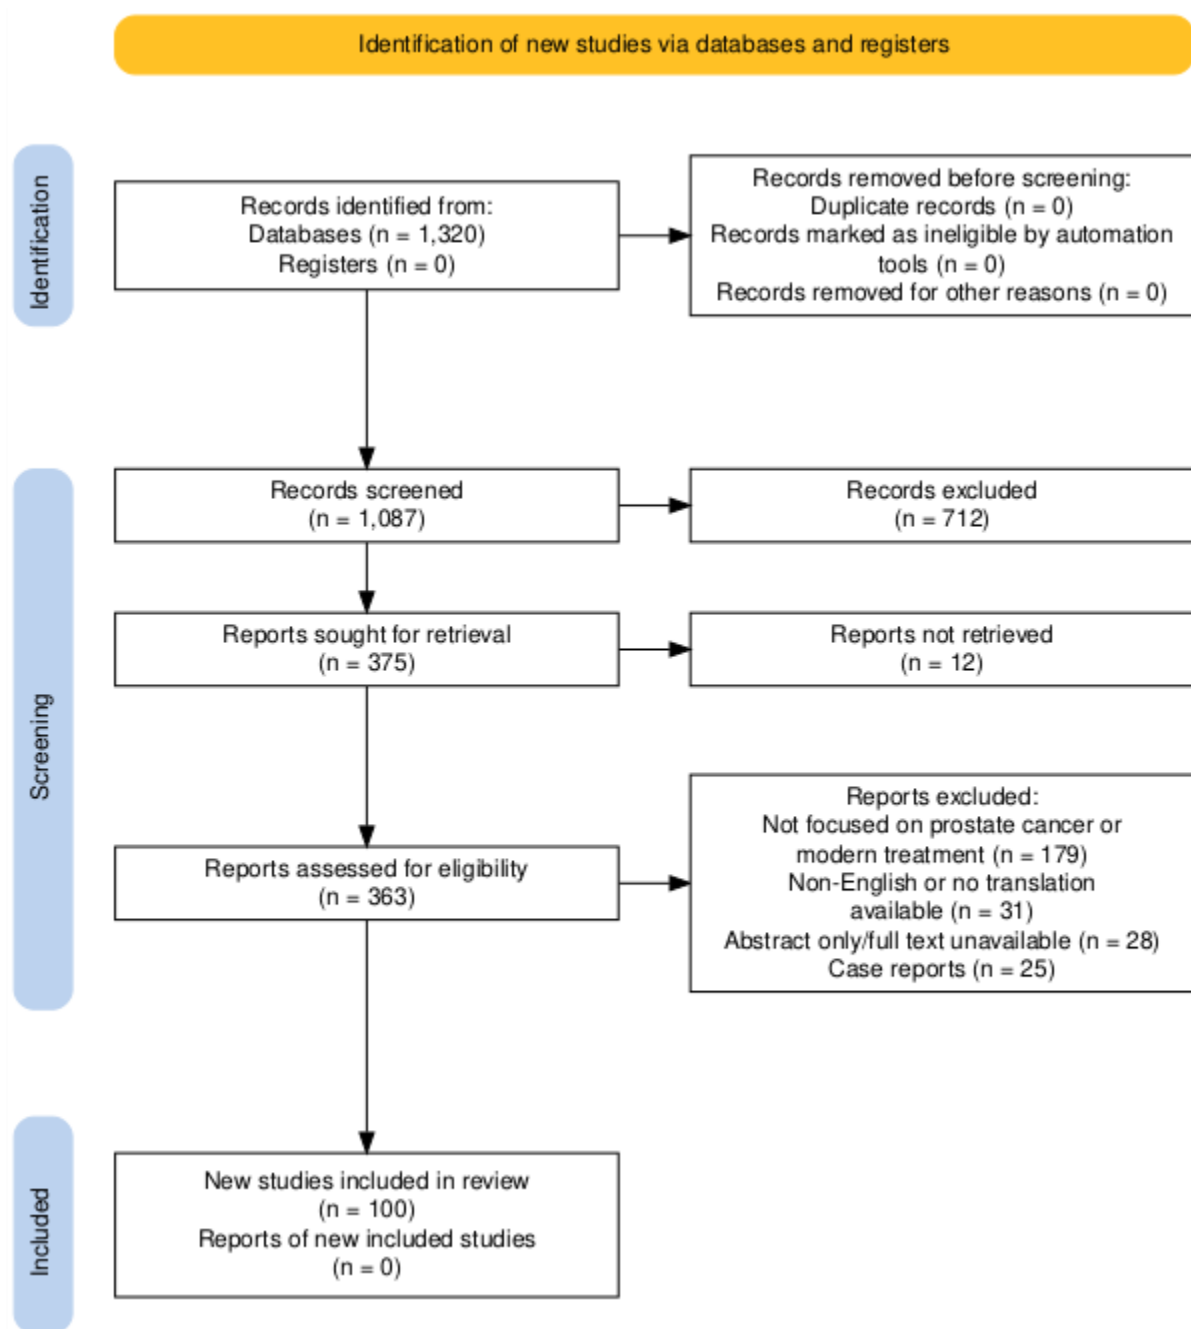 Identification of new studies via databases and registers
Identification
Records identified from:
Databases (n = 1,320)
Registers (n = 0)
Records removed before screening:
Duplicate records (n = 0)
Records marked as ineligible by automation
tools (n = 0)
Records removed for other reasons (n = 0)
Screening
Records screened
(n = 1,087)
Records excluded
(n = 712)
Reports sought for retrieval
(n = 375)
Reports not retrieved
(n = 12)
Reports assessed for eligibility
(n = 363)
Reports excluded:
Not focused on prostate cancer or
modern treatment (n = 179)
Non-English or no translation
available (n = 31)
Abstract only/full text unavailable (n = 28)
Case reports (n = 25)
Included
New studies included in review
(n = 100)
Reports of new included studies
(n = 0)